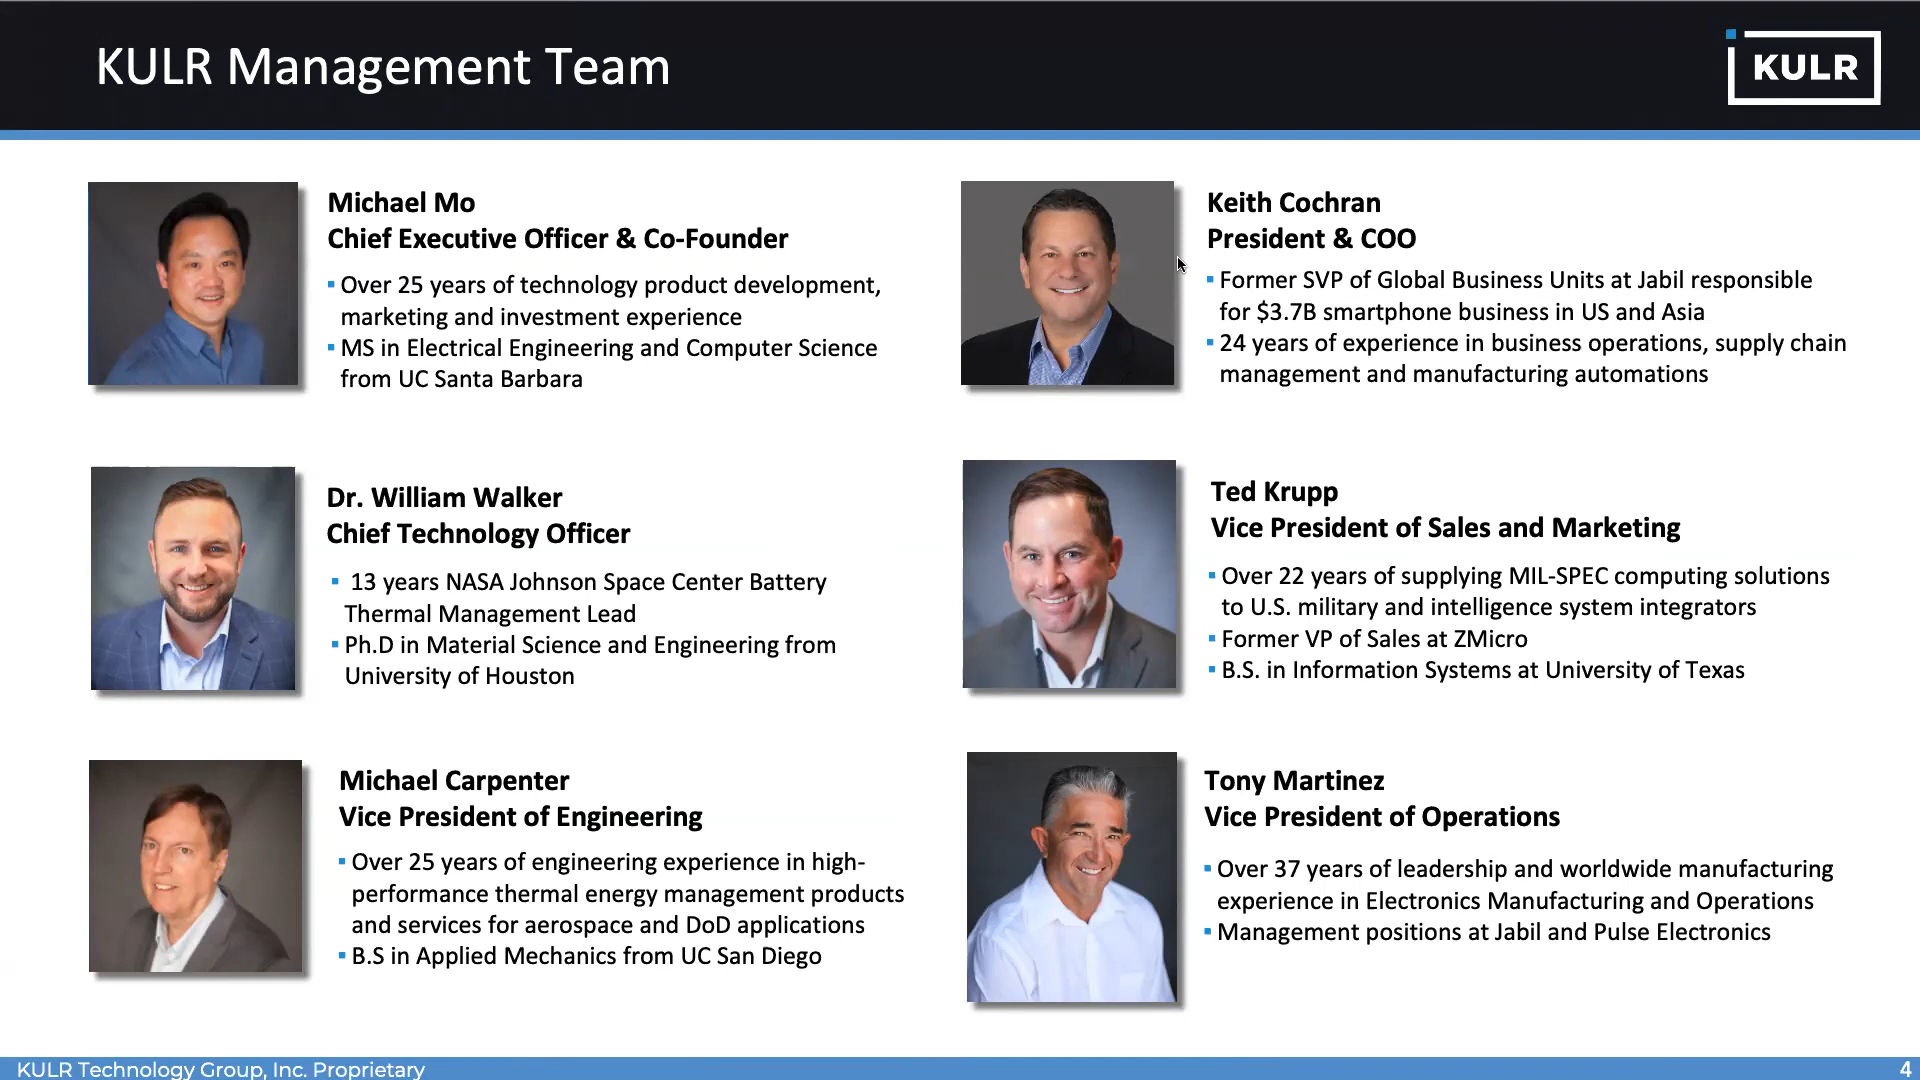 KULR Management Team
KULR
Michael Mo
Chief Executive Officer & Co-Founder
Over 25 years of technology product development,
marketing and investment experience
MS in Electrical Engineering and Computer Science
from UC Santa Barbara
Keith Cochran
President & COO
Former SVP of Global Business Units at Jabil responsible
for $3.7B smartphone business in US and Asia
24 years of experience in business operations, supply chain
management and manufacturing automations
Dr. William Walker
Chief Technology Officer
13 years NASA Johnson Space Center Battery
Thermal Management Lead
Ph.D in Material Science and Engineering from
University of Houston
Ted Krupp
Vice President of Sales and Marketing
Over 22 years of supplying MIL-SPEC computing solutions
to U.S. military and intelligence system integrators
Former VP of Sales at ZMicro
B.S. in Information Systems at University of Texas
Michael Carpenter
Vice President of Engineering
Over 25 years of engineering experience in high-
performance thermal energy management products
and services for aerospace and DoD applications
B.S in Applied Mechanics from UC San Diego
Tony Martinez
Vice President of Operations
Over 37 years of leadership and worldwide manufacturing
experience in Electronics Manufacturing and Operations
Management positions at Jabil and Pulse Electronics
KULR Technology Group, Inc. Proprietary
4